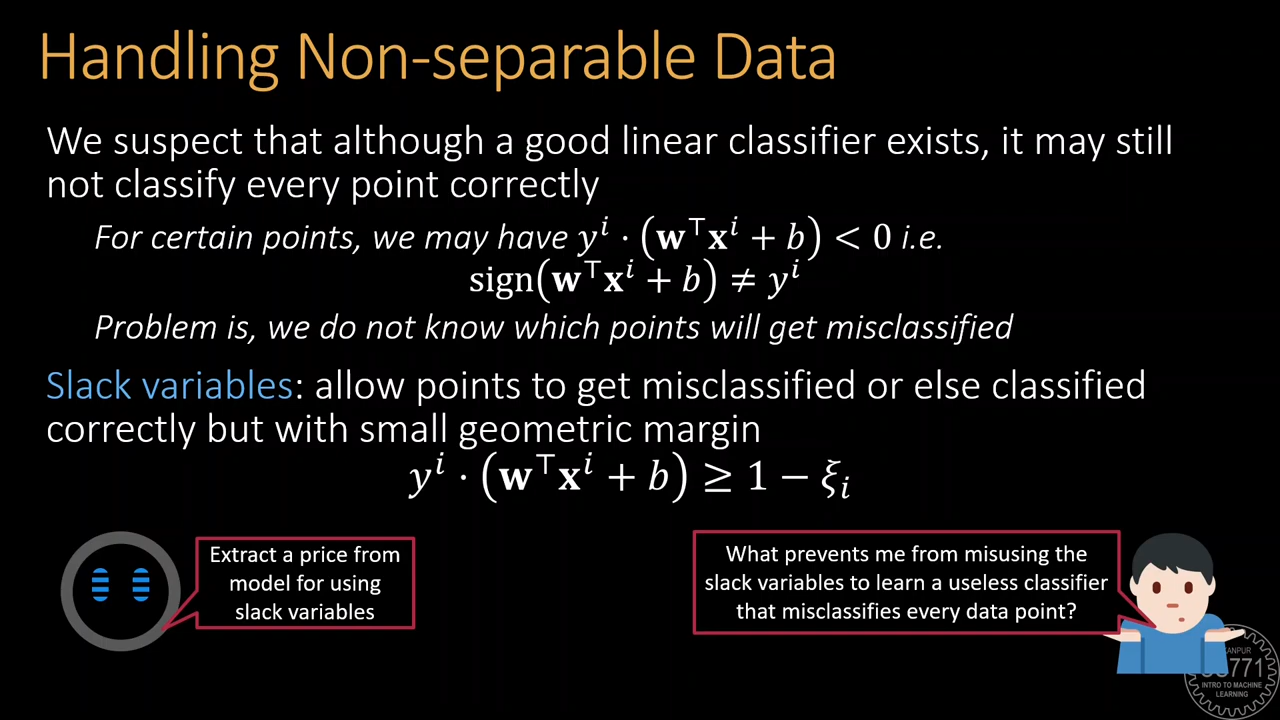 Handling Non-separable Data
We suspect that although a good linear classifier exists, it may still
not classify every point correctly
For certain points, we may have yⁱ · (𝐰⊤𝐱ⁱ + b) < 0 i.e.
sign(𝐰⊤𝐱ⁱ + b) ≠ yⁱ
Problem is, we do not know which points will get misclassified
Slack variables: allow points to get misclassified or else classified
correctly but with small geometric margin
yⁱ · (𝐰⊤𝐱ⁱ + b) ≥ 1 − ξᵢ
Extract a price from
model for using
slack variables
What prevents me from misusing the
slack variables to learn a useless classifier
that misclassifies every data point?
771
INTRO TO MACHINE
LEARNING